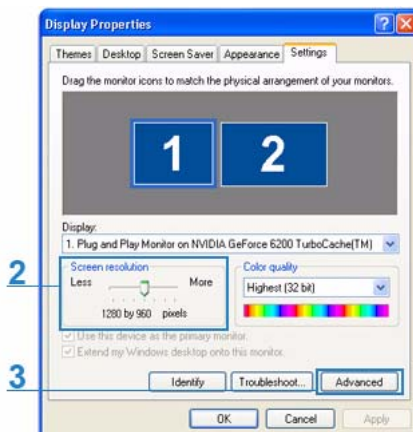 Display Properties
Themes Desktop Screen Saver Appearance Settings
Drag the monitor icons to match the physical arrangement of your monitors.
1 2
Display:
1. Plug and Play Monitor on NVIDIA GeForce 6200 TurboCache(TM)
2
Screen resolution
Less More
1280 by 960 pixels
Color quality
Highest (32 bit)
Use this device as the primary monitor.
Extend my Windows desktop onto this monitor.
3
Identify Troubleshoot... Advanced
OK Cancel Apply